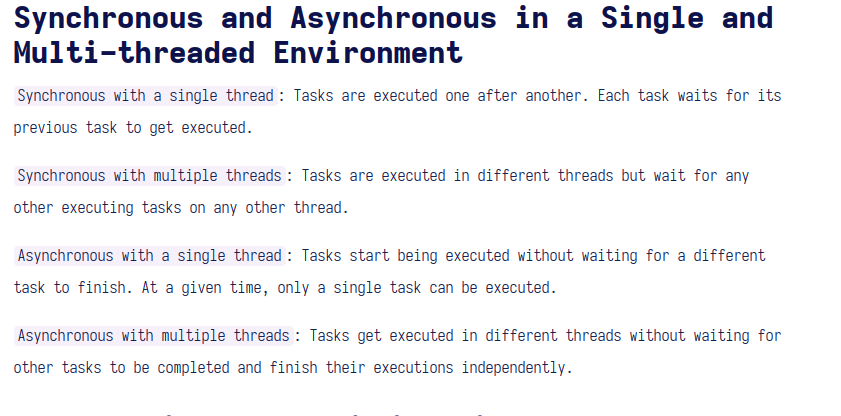 Synchronous and Asynchronous in a Single and
Multi-threaded Environment
Synchronous with a single thread: Tasks are executed one after another. Each task waits for its
previous task to get executed.
Synchronous with multiple threads: Tasks are executed in different threads but wait for any
other executing tasks on any other thread.
Asynchronous with a single thread: Tasks start being executed without waiting for a different
task to finish. At a given time, only a single task can be executed.
Asynchronous with multiple threads: Tasks get executed in different threads without waiting for
other tasks to be completed and finish their executions independently.